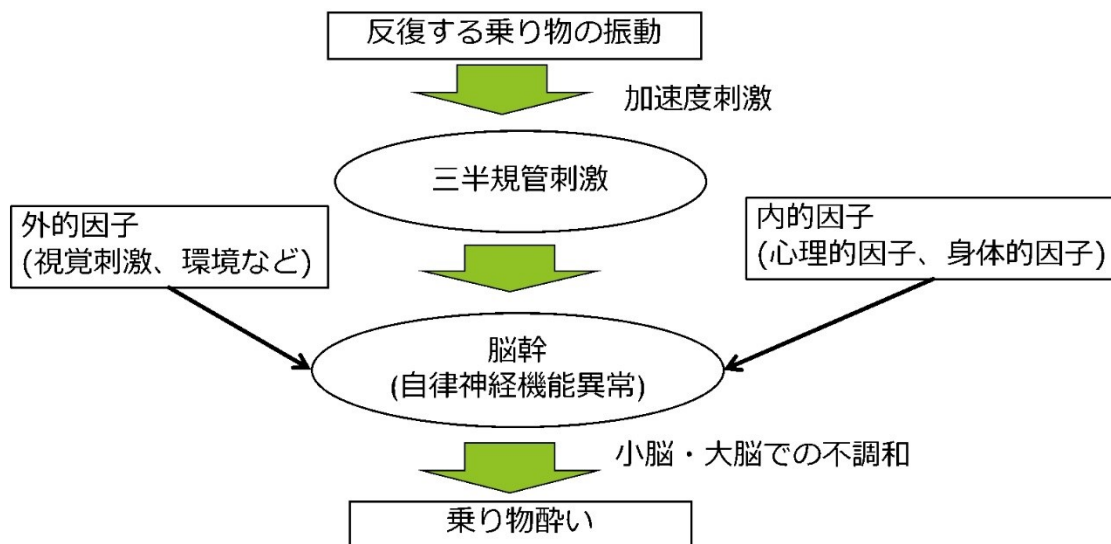 反復する乗り物の振動
加速度刺激
三半規管刺激
外的因子
(視覚刺激、環境など)
内的因子
(心理的因子、身体的因子)
脳幹
(自律神経機能異常)
小脳・大脳での不調和
乗り物酔い